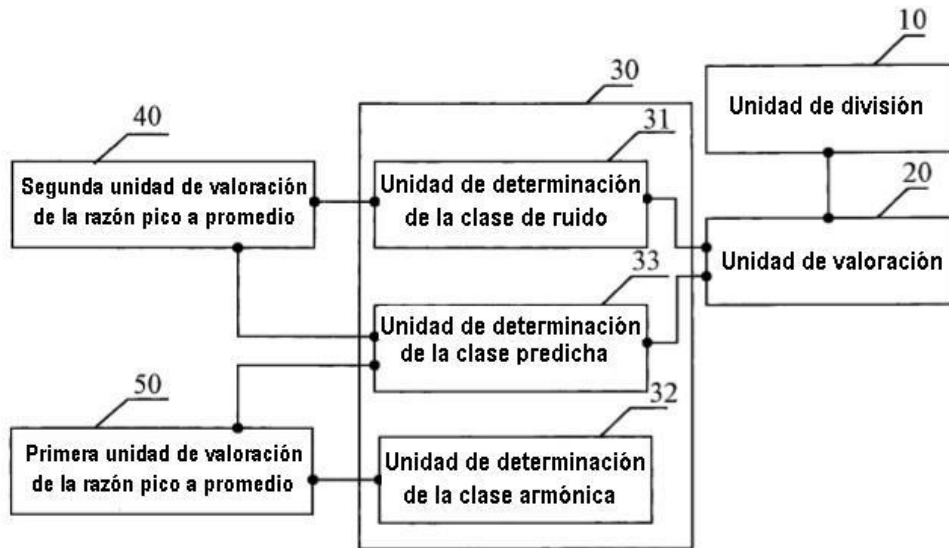 10
Unidad de división
30
40
31
Segunda unidad de valoración
de la razón pico a promedio
Unidad de determinación
de la clase de ruido
20
Unidad de valoración
33
Unidad de determinación
de la clase predicha
50
32
Primera unidad de valoración
de la razón pico a promedio
Unidad de determinación
de la clase armónica